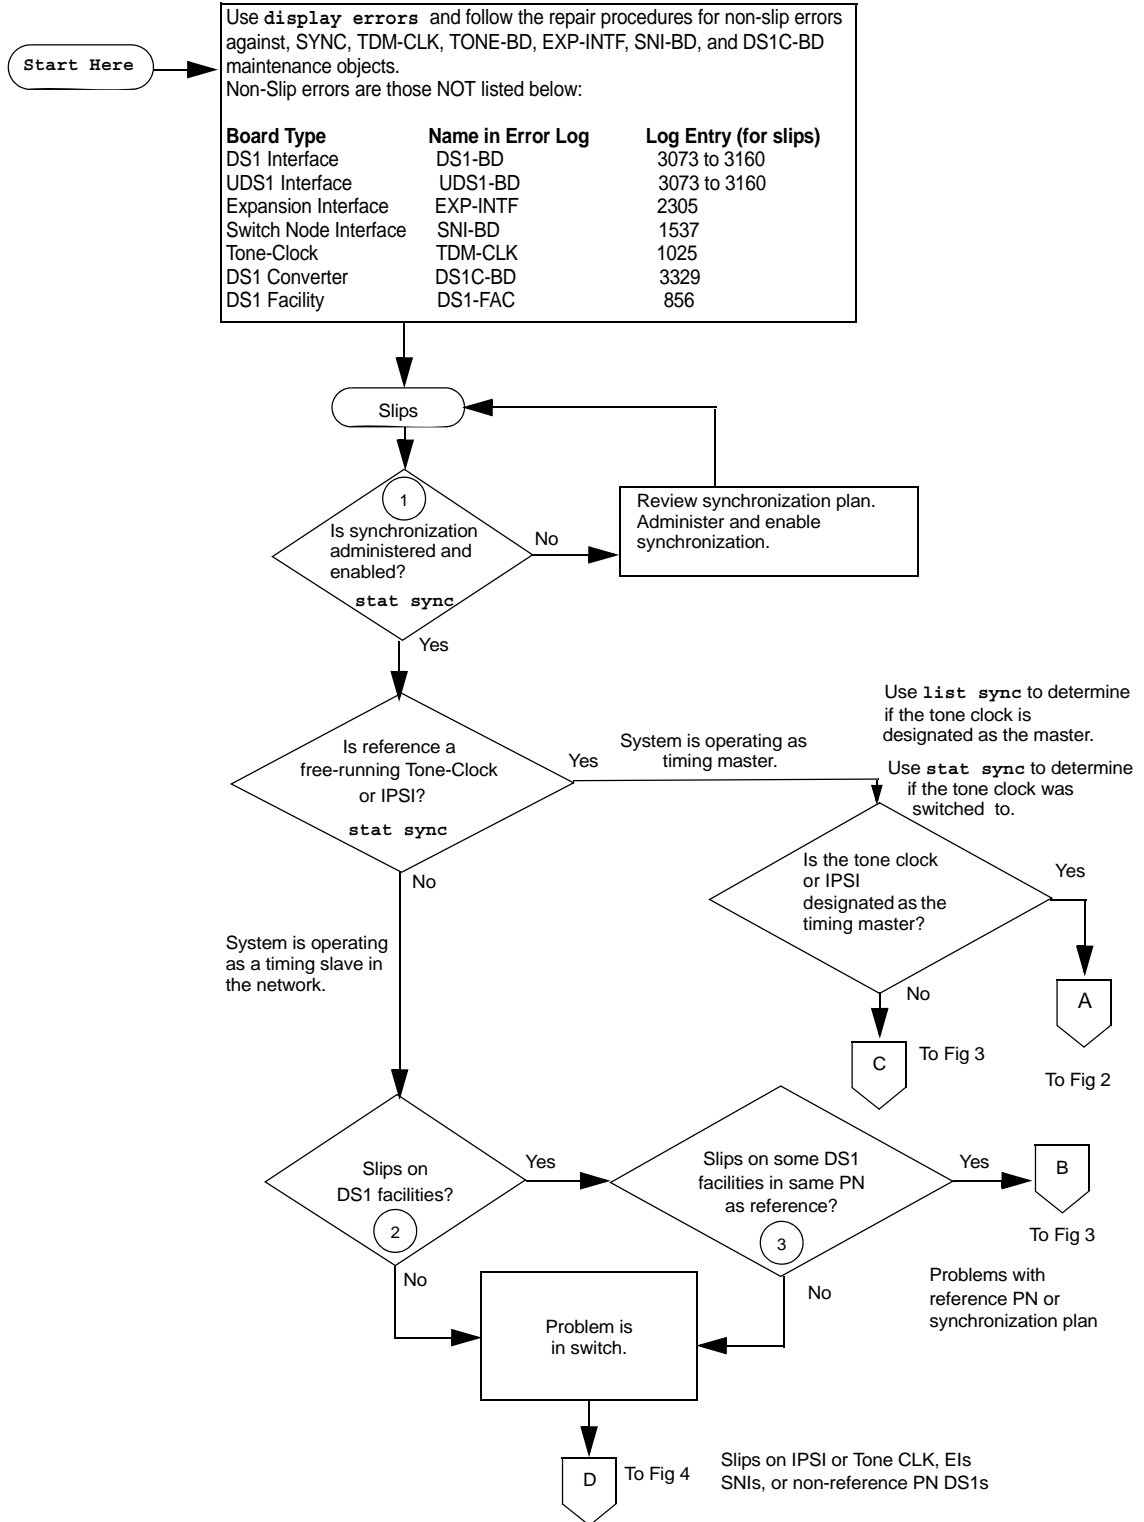 Start Here
Use display errors and follow the repair procedures for non-slip errors
against, SYNC, TDM-CLK, TONE-BD, EXP-INTF, SNI-BD, and DS1C-BD
maintenance objects.
Non-Slip errors are those NOT listed below:
Board Type Name in Error Log Log Entry (for slips)
DS1 Interface DS1-BD 3073 to 3160
UDS1 Interface UDS1-BD 3073 to 3160
Expansion Interface EXP-INTF 2305
Switch Node Interface SNI-BD 1537
Tone-Clock TDM-CLK 1025
DS1 Converter DS1C-BD 3329
DS1 Facility DS1-FAC 856
Slips
1
Is synchronization
administered and
enabled?
stat sync
No
Review synchronization plan.
Administer and enable
synchronization.
Yes
Is reference a
free-running Tone-Clock
or IPSI?
stat sync
Yes
System is operating as
timing master.
Use list sync to determine
if the tone clock is
designated as the master.
Use stat sync to determine
if the tone clock was
switched to.
Is the tone clock
or IPSI
designated as the
timing master?
Yes
A
To Fig 2
No
C
To Fig 3
No
System is operating
as a timing slave in
the network.
Slips on
DS1 facilities?
2
Yes
Slips on some DS1
facilities in same PN
as reference?
3
Yes
B
To Fig 3
Problems with
reference PN or
synchronization plan
No
No
Problem is
in switch.
D
To Fig 4
Slips on IPSI or Tone CLK, EIs
SNIs, or non-reference PN DS1s